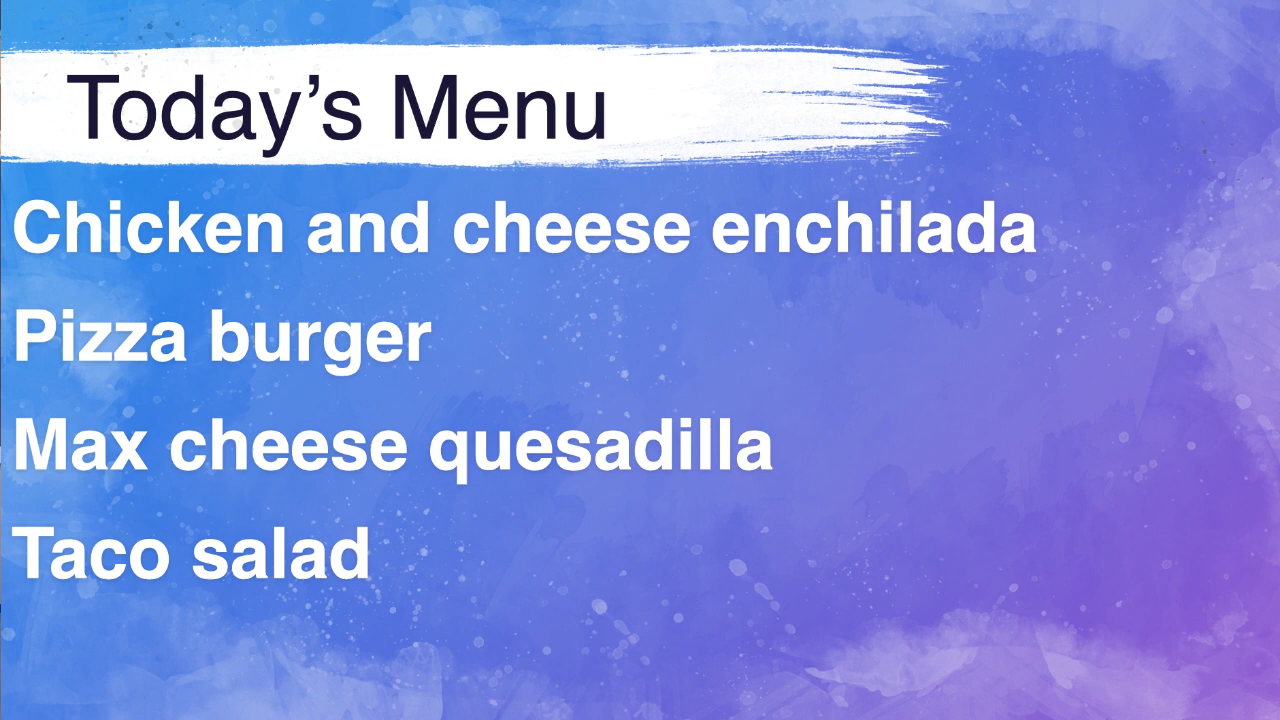 Today’s Menu
Chicken and cheese enchilada
Pizza burger
Max cheese quesadilla
Taco salad